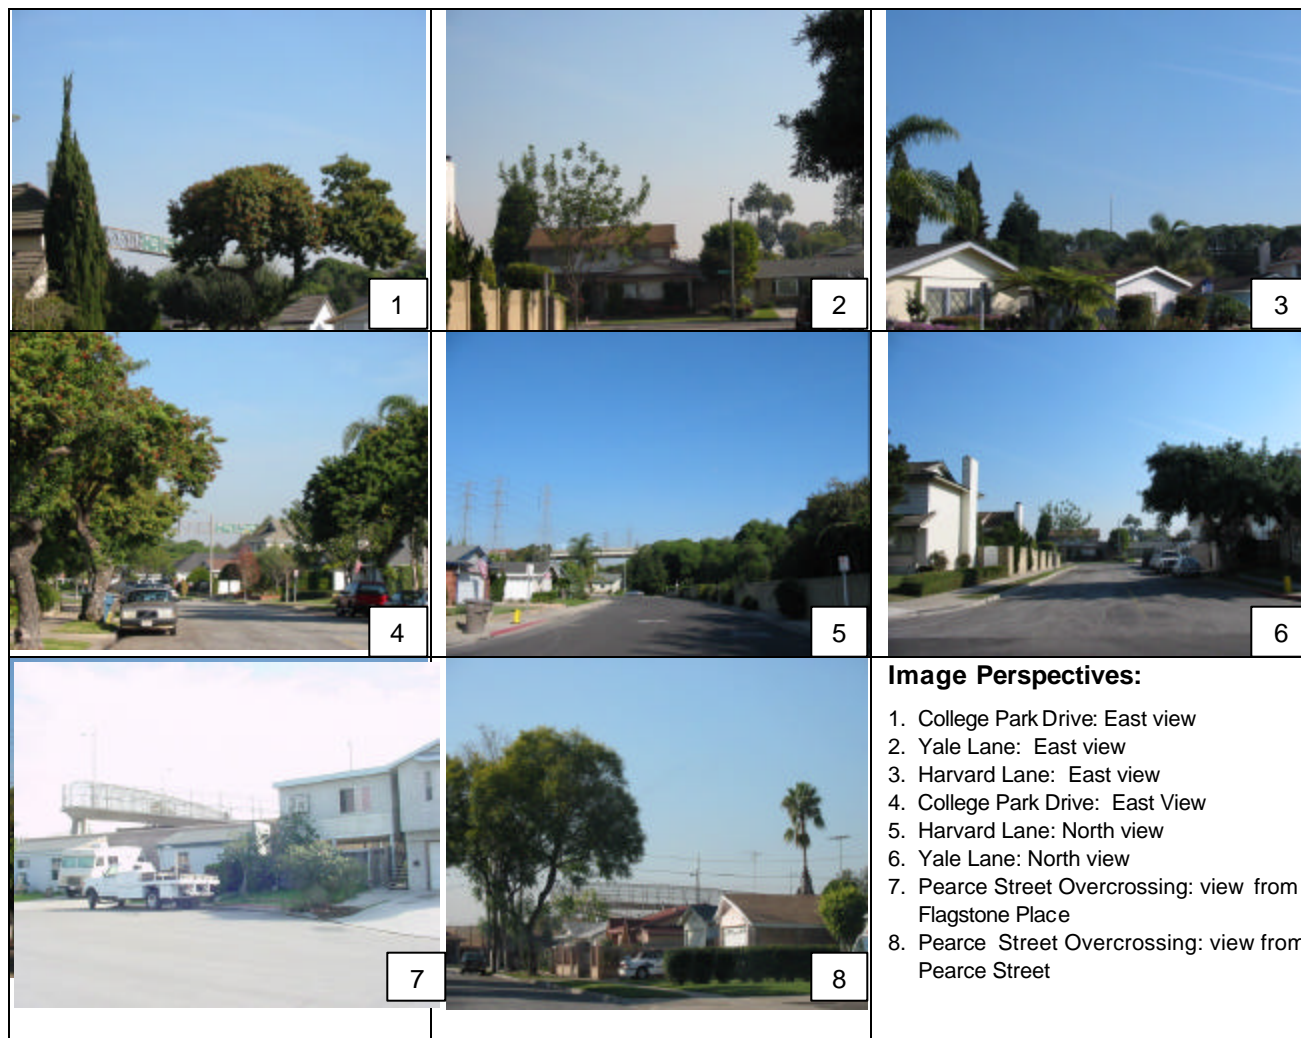 1
2
3
4
5
6
7
8
Image Perspectives:
1. College Park Drive: East view
2. Yale Lane: East view
3. Harvard Lane: East view
4. College Park Drive: East View
5. Harvard Lane: North view
6. Yale Lane: North view
7. Pearce Street Overcrossing: view from
Flagstone Place
8. Pearce Street Overcrossing: view from
Pearce Street